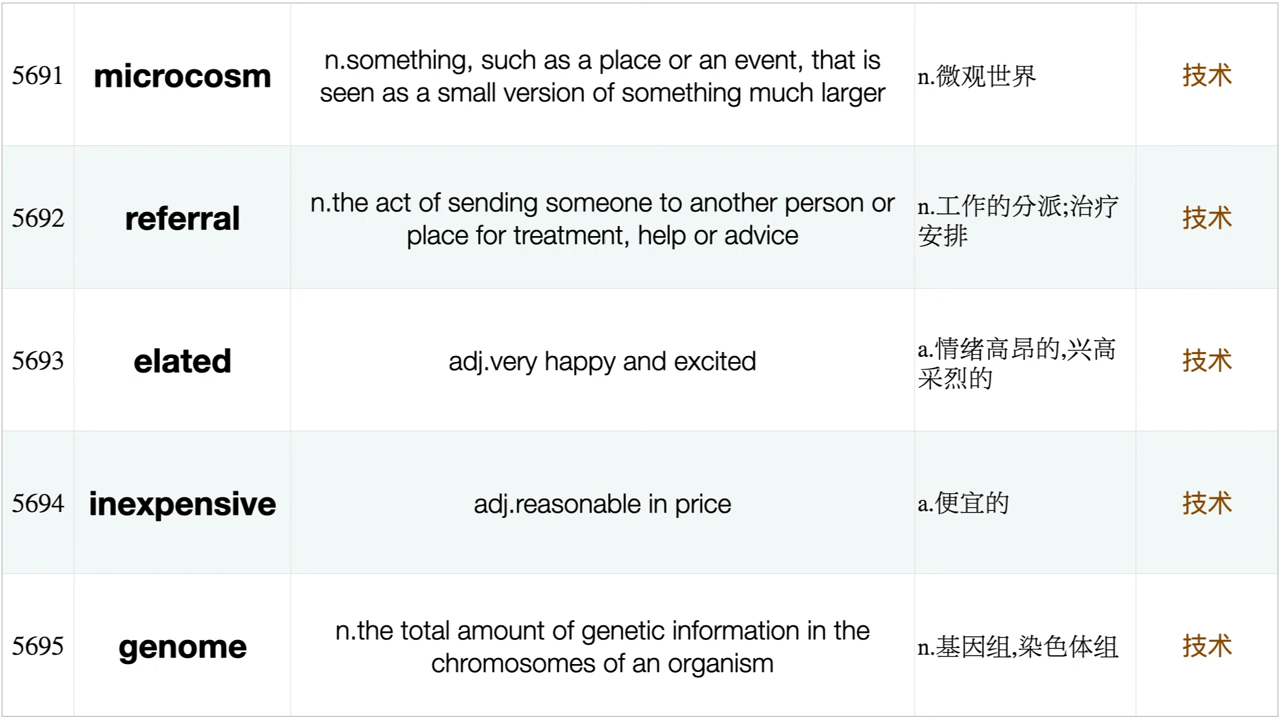 5691
microcosm
n.something, such as a place or an event, that is
seen as a small version of something much larger
n.微观世界
技术
5692
referral
n.the act of sending someone to another person or
place for treatment, help or advice
n.工作的分派;治疗
安排
技术
5693
elated
adj.very happy and excited
a.情绪高昂的,兴高
采烈的
技术
5694
inexpensive
adj.reasonable in price
a.便宜的
技术
5695
genome
n.the total amount of genetic information in the
chromosomes of an organism
n.基因组,染色体组
技术